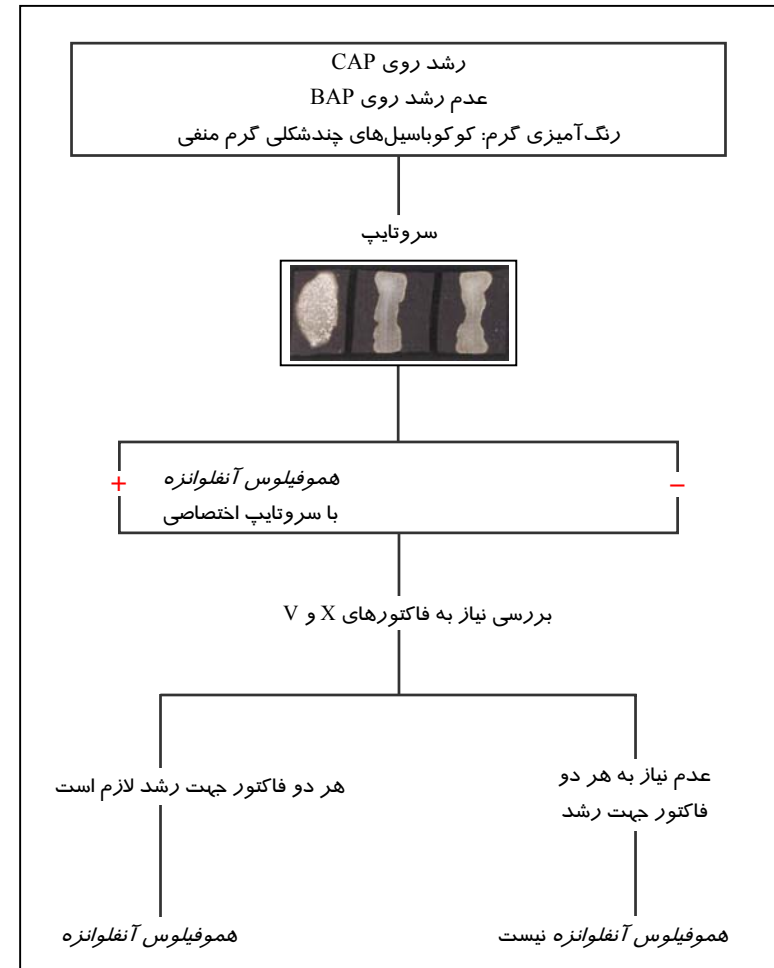 رشد روی CAP
عدم رشد روی BAP
رنگ‌آمیزی گرم: کوکوباسیل‌های چندشکلی گرم منفی
سروتایپ
+
هموفیلوس آنفلوانزه
با سروتایپ اختصاصی
–
بررسی نیاز به فاکتورهای X و V
عدم نیاز به هر دو
فاکتور جهت رشد
هر دو فاکتور جهت رشد لازم است
هموفیلوس آنفلوانزه نیست
هموفیلوس آنفلوانزه